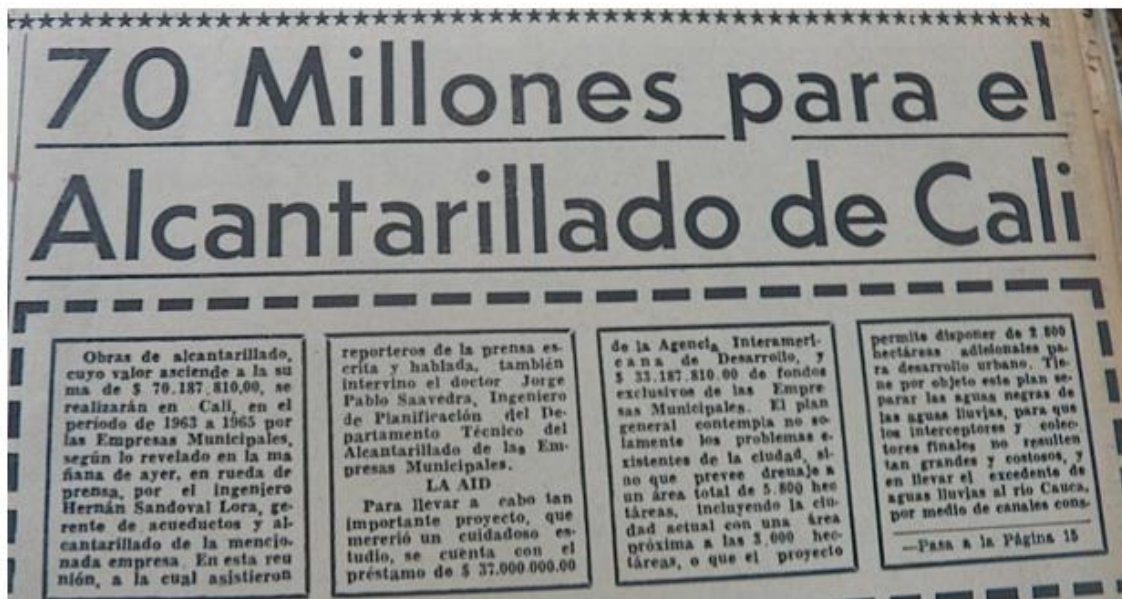 70 Millones para el
Alcantarillado de Cali
Obras de alcantarillado,
cuyo valor asciende a la su
ma de $ 70.187.810,00, se
realizarán en Cali, en el
período de 1963 a 1965 por
las Empresas Municipales,
según lo revelado en la ma
ñana de ayer, en rueda de
prensa, por el ingeniero
Hernán Sandoval Lora, ge-
rente de acueductos y al-
cantarillado de la mencio-
nada empresa. En esta reu
nión, a la cual asistieron
reporteros de la prensa es-
crita y hablada, también
intervino el doctor Jorge
Pablo Saavedra, Ingeniero
de Planificación del De-
partamento Técnico del
Alcantarillado de las Em-
presas Municipales.
LA AID
Para llevar a cabo tan
importante proyecto, que
mereriό un cuidadoso es-
tudio, se cuenta con el
préstamo de $ 37.000.000.00
de la Agencia Interameri-
cana de Desarrollo, y
$ 33.187.810.00 de fondos
exclusivos de las Empre-
sas Municipales. El plan
general contempla no so-
lamente los problemas e-
xistentes de la ciudad, si-
no que prevee drenaje a
un área total de 5.800 hec
táreas, incluyendo la ciu-
dad actual con una área
próxima a las 3,000 hec-
táreas, o que el proyecto
permite disponer de 2 800
hectáreas adicionales pa-
ra desarrollo urbano. Tie-
ne por objeto este plan se-
parar las aguas negras de
las aguas lluvias, para que
los interceptores y colec-
tores finales no resulten
tan grandes y costosos, y
en llevar el excedente de
aguas lluvias al río Cauca,
por medio de canales cons-
—Pasa a la Página 15